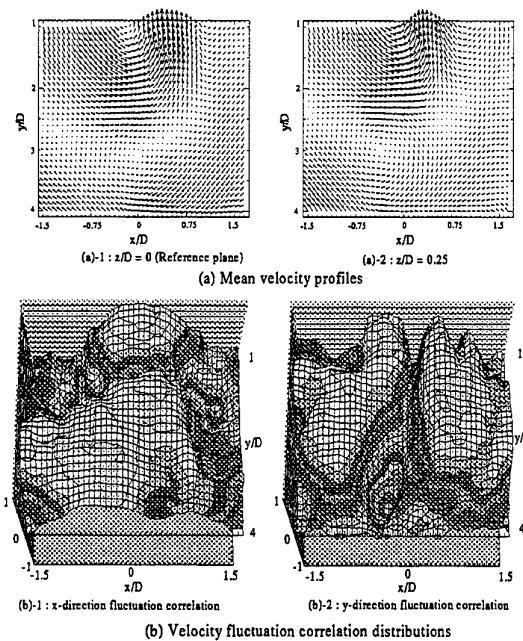 1
2
3
4
y/D
-1.5 -0.75 0 0.75 1.5
x/D
(a)-1 : z/D = 0 (Reference plane)
1
2
3
4
y/D
-1.5 -0.75 0 0.75 1.5
x/D
(a)-2 : z/D = 0.25
(a) Mean velocity profiles
1
y/D
4
1
0
-1
-1.5 0 1.5
x/D
(b)-1 : x-direction fluctuation correlation
1
y/
4
1
0
-1
-1.5 0 1.5
x/D
(b)-2 : y-direction fluctuation correlation
(b) Velocity fluctuation correlation distributions